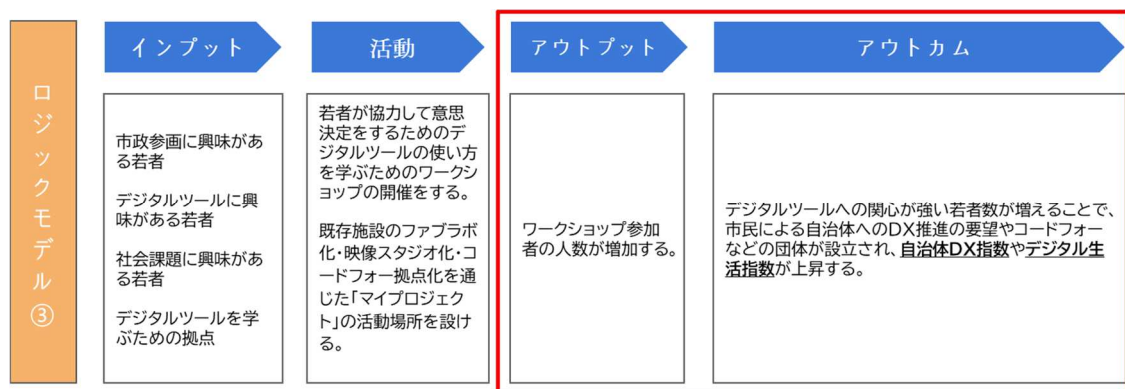 ロジックモデル③
インプット
活動
アウトプット
アウトカム
市政参画に興味があ
る若者
デジタルツールに興
味がある若者
社会課題に興味があ
る若者
デジタルツールを学
ぶための拠点
若者が協力して意思
決定をするためのデ
ジタルツールの使い方
を学ぶためのワークシ
ョップの開催をする。
既存施設のファブラボ
化・映像スタジオ化・コ
ードフォー拠点化を通
じた「マイプロジェク
ト」の活動場所を設け
る。
ワークショップ参加
者の人数が増加する。
デジタルツールへの関心が強い若者数が増えることで、
市民による自治体へのDX推進の要望やコードフォー
などの団体が設立され、自治体DX指数やデジタル生
活指数が上昇する。